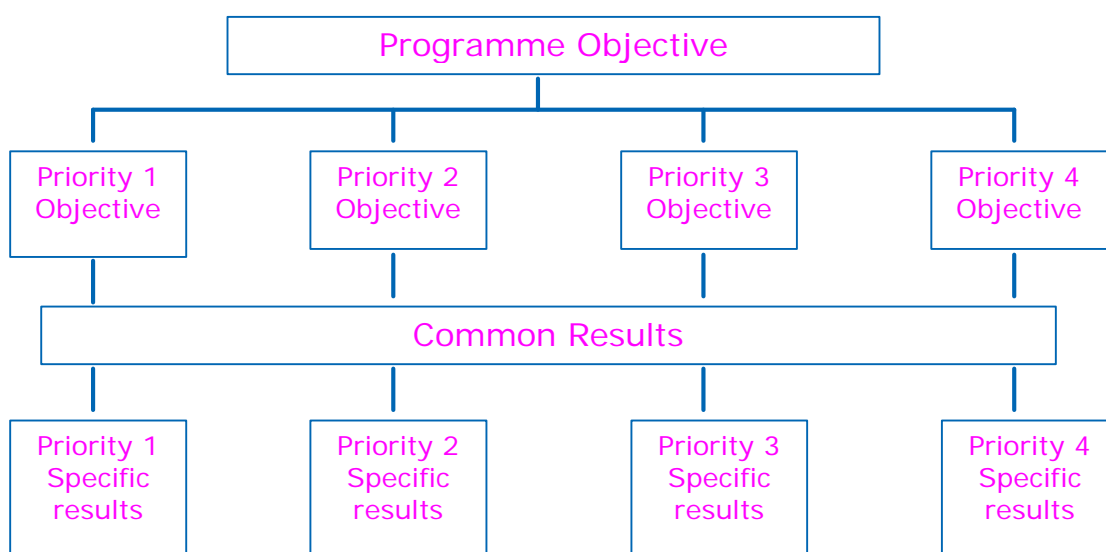 Programme Objective
Priority 1
Objective
Priority 2
Objective
Priority 3
Objective
Priority 4
Objective
Common Results
Priority 1
Specific
results
Priority 2
Specific
results
Priority 3
Specific
results
Priority 4
Specific
results